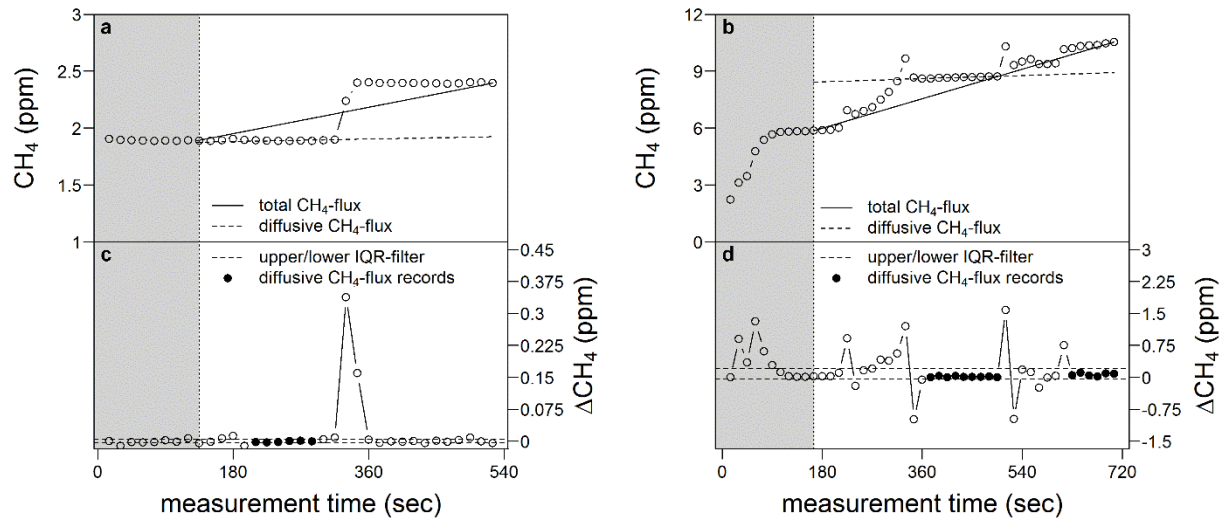 a
3
2.5
2
1.5
1
CH₄ (ppm)
total CH₄-flux
diffusive CH₄-flux
c
upper/lower IQR-filter
diffusive CH₄-flux records
0.45
0.375
0.3
0.225
0.15
0.075
0
ΔCH₄ (ppm)
0
180
360
540
measurement time (sec)
b
12
9
6
3
0
CH₄ (ppm)
total CH₄-flux
diffusive CH₄-flux
d
upper/lower IQR-filter
diffusive CH₄-flux records
3
2.25
1.5
0.75
0
-0.75
-1.5
ΔCH₄ (ppm)
0
180
360
540
720
measurement time (sec)